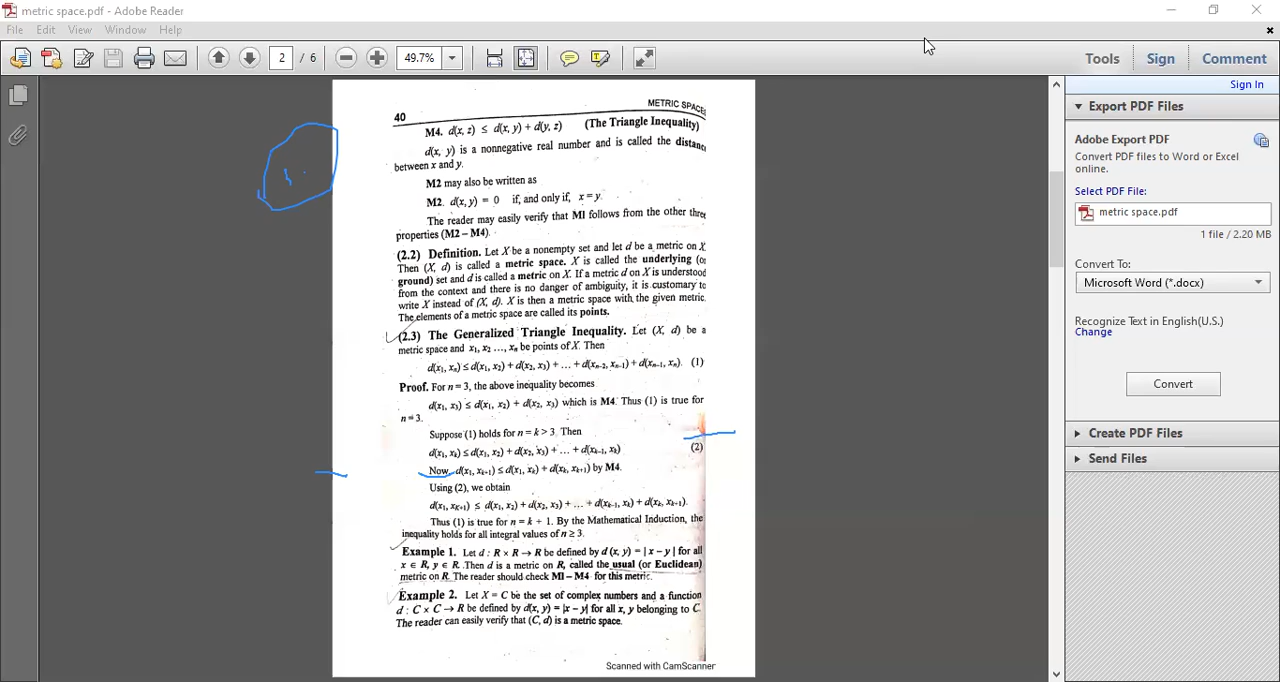 metric space.pdf - Adobe Reader
File Edit View Window Help
2 / 6 49.7% Tools Sign Comment
Sign In
Export PDF Files
Adobe Export PDF
Convert PDF files to Word or Excel
online.
Select PDF File:
metric space.pdf
1 file / 2.20 MB
Convert To:
Microsoft Word (*.docx)
Recognize Text in English(U.S.)
Change
Convert
Create PDF Files
Send Files
40 METRIC SPACES
M4. d(x, z) ≤ d(x, y) + d(y, z) (The Triangle Inequality)
d(x, y) is a nonnegative real number and is called the distance
between x and y.
M2 may also be written as
M2. d(x, y) = 0 if, and only if, x = y.
The reader may easily verify that M1 follows from the other three
properties (M2 – M4).
(2.2) Definition. Let X be a nonempty set and let d be a metric on X.
Then (X, d) is called a metric space. X is called the underlying (or
ground) set and d is called a metric on X. If a metric d on X is understood
from the context and there is no danger of ambiguity, it is customary to
write X instead of (X, d). X is then a metric space with the given metric.
The elements of a metric space are called its points.
(2.3) The Generalized Triangle Inequality. Let (X, d) be a
metric space and x₁, x₂ ..., xₙ be points of X. Then
d(x₁, xₙ) ≤ d(x₁, x₂) + d(x₂, x₃) + ... + d(xₙ₋₂, xₙ₋₁) + d(xₙ₋₁, xₙ). (1)
Proof. For n = 3, the above inequality becomes
d(x₁, x₃) ≤ d(x₁, x₂) + d(x₂, x₃) which is M4. Thus (1) is true for
n = 3.
Suppose (1) holds for n = k > 3. Then
d(x₁, xₖ) ≤ d(x₁, x₂) + d(x₂, x₃) + ... + d(xₖ₋₁, xₖ) (2)
Now d(x₁, xₖ₊₁) ≤ d(x₁, xₖ) + d(xₖ, xₖ₊₁) by M4.
Using (2), we obtain
d(x₁, xₖ₊₁) ≤ d(x₁, x₂) + d(x₂, x₃) + ... + d(xₖ₋₁, xₖ) + d(xₖ, xₖ₊₁).
Thus (1) is true for n = k + 1. By the Mathematical Induction, the
inequality holds for all integral values of n ≥ 3.
Example 1. Let d : R × R → R be defined by d (x, y) = | x – y | for all
x ∈ R, y ∈ R. Then d is a metric on R, called the usual (or Euclidean)
metric on R. The reader should check M1 – M4 for this metric.
Example 2. Let X = C be the set of complex numbers and a function
d : C × C → R be defined by d(x, y) = |x – y| for all x, y belonging to C.
The reader can easily verify that (C, d) is a metric space.
Scanned with CamScanner